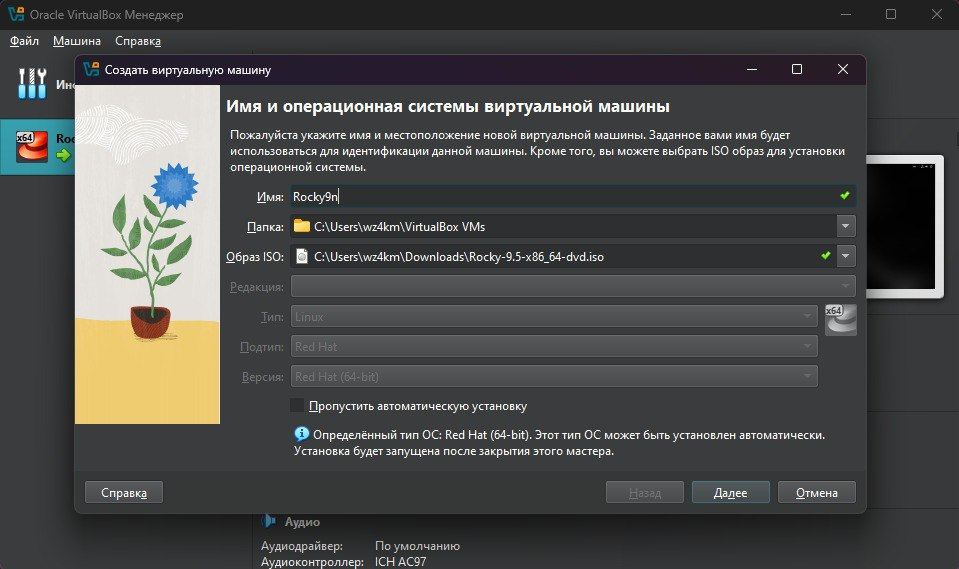 Oracle VirtualBox Менеджер
Файл Машина Справка
Создать виртуальную машину
Имя и операционная системы виртуальной машины
Пожалуйста укажите имя и местоположение новой виртуальной машины. Заданное вами имя будет
использоваться для идентификации данной машины. Кроме того, вы можете выбрать ISO образ для установки
операционной системы.
Имя: Rocky9n
Папка: C:\Users\wz4km\VirtualBox VMs
Образ ISO: C:\Users\wz4km\Downloads\Rocky-9.5-x86_64-dvd.iso
Редакция:
Тип: Linux
x64
Подтип: Red Hat
Версия: Red Hat (64-bit)
Пропустить автоматическую установку
Определённый тип ОС: Red Hat (64-bit). Этот тип ОС может быть установлен автоматически.
Установка будет запущена после закрытия этого мастера.
Справка Назад Далее Отмена
x64
Аудио
Аудиодрайвер: По умолчанию
Аудиоконтроллер: ICH AC97